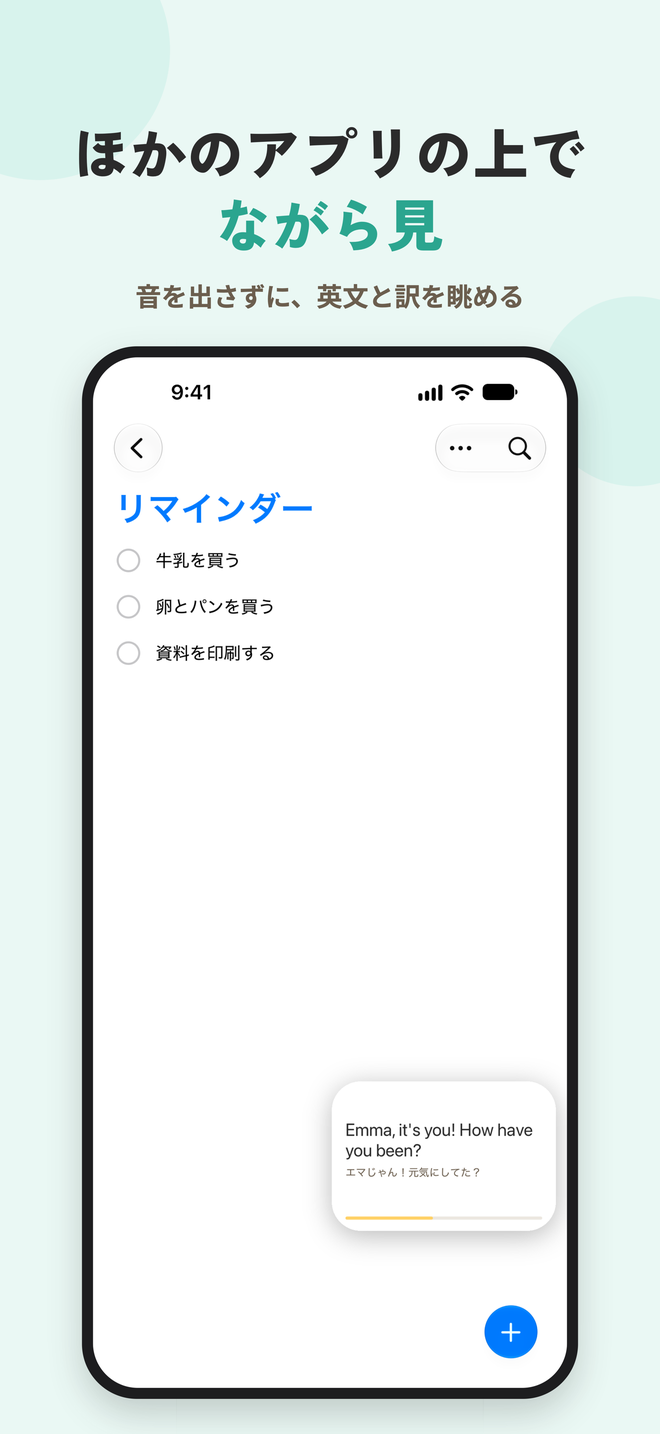 ほかのアプリの上で
ながら見
音を出さずに、英文と訳を眺める
9:41
リマインダー
牛乳を買う
卵とパンを買う
資料を印刷する
Emma, it's you! How have
you been?
エマじゃん！元気にしてた？